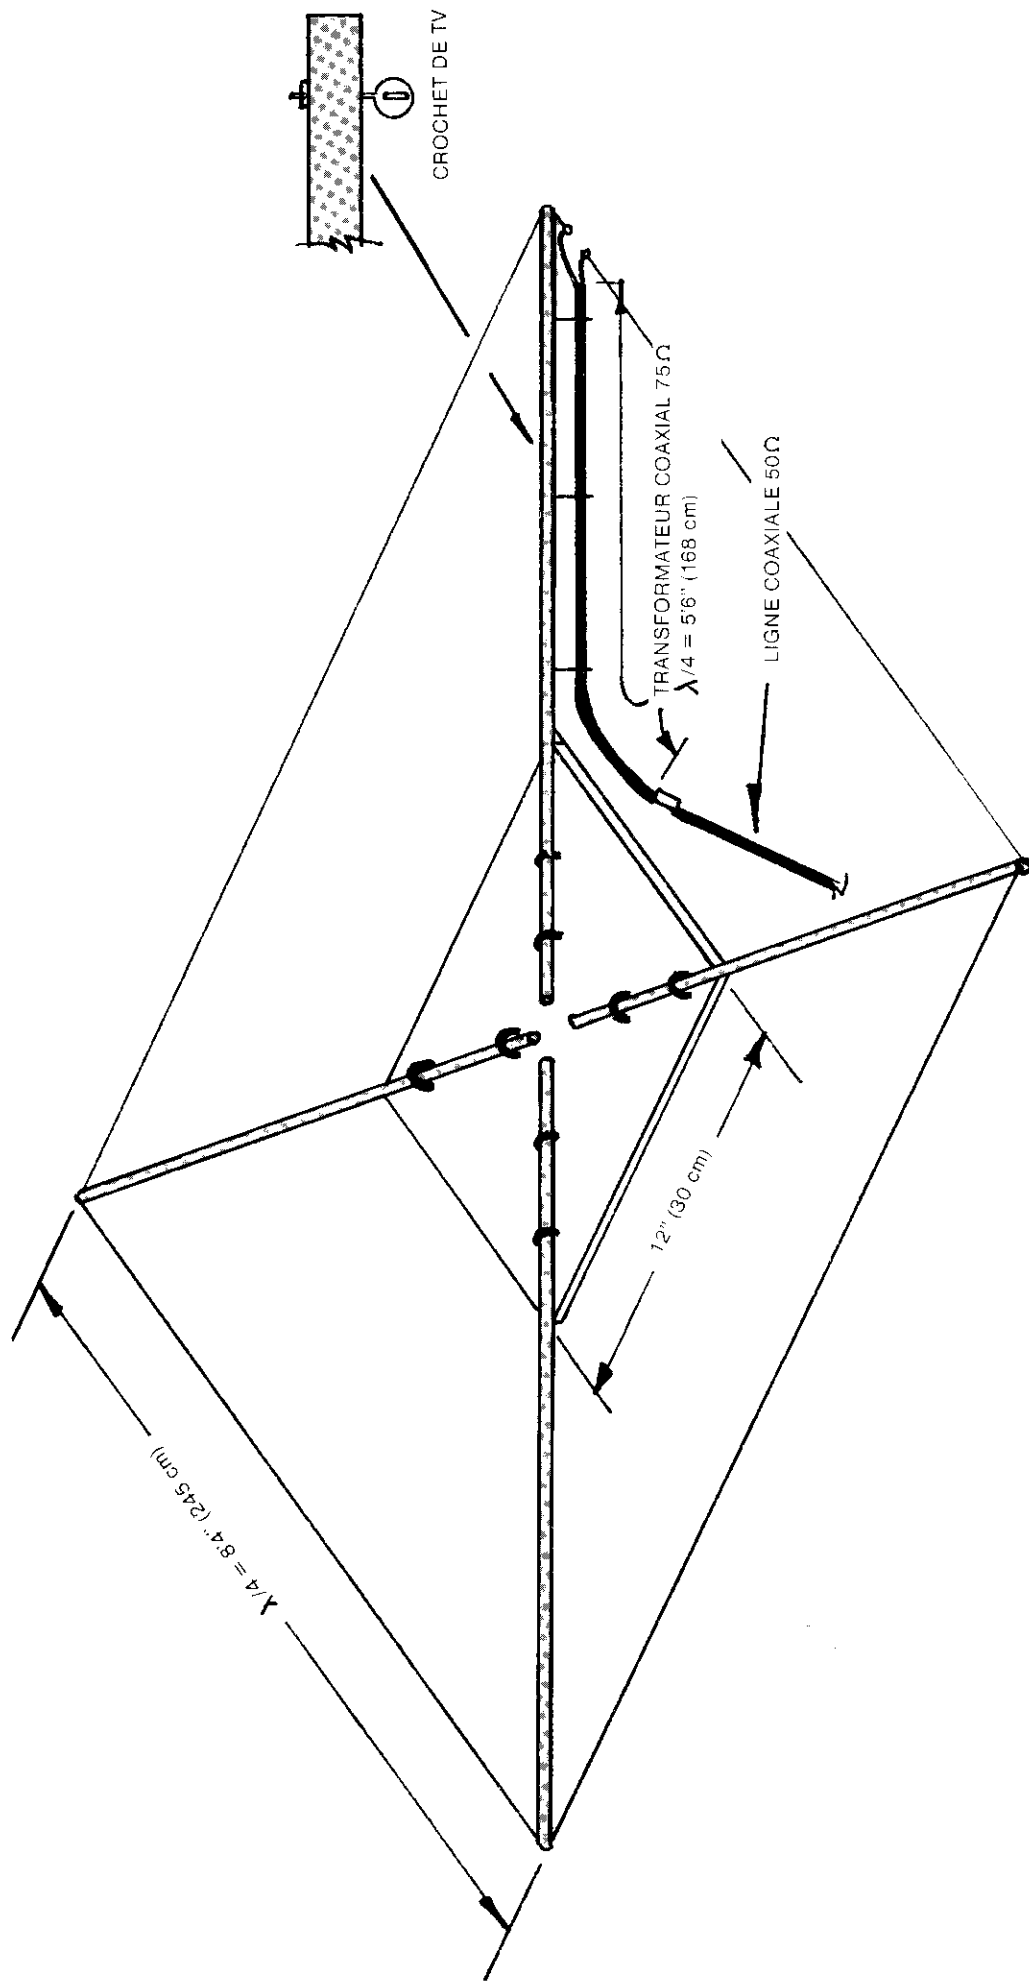 CROCHET DE TV
TRANSFORMATEUR COAXIAL 75Ω
λ/4 = 5'6" (168 cm)
LIGNE COAXIALE 50Ω
12" (30 cm)
λ/4 = 8'4" (245 cm)